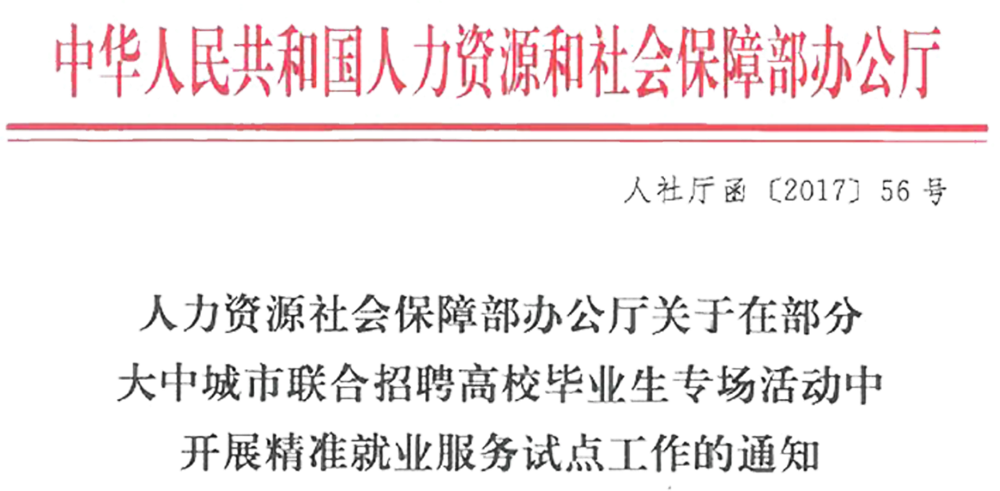 中华人民共和国人力资源和社会保障部办公厅
人社厅函〔2017〕56号
人力资源社会保障部办公厅关于在部分
大中城市联合招聘高校毕业生专场活动中
开展精准就业服务试点工作的通知